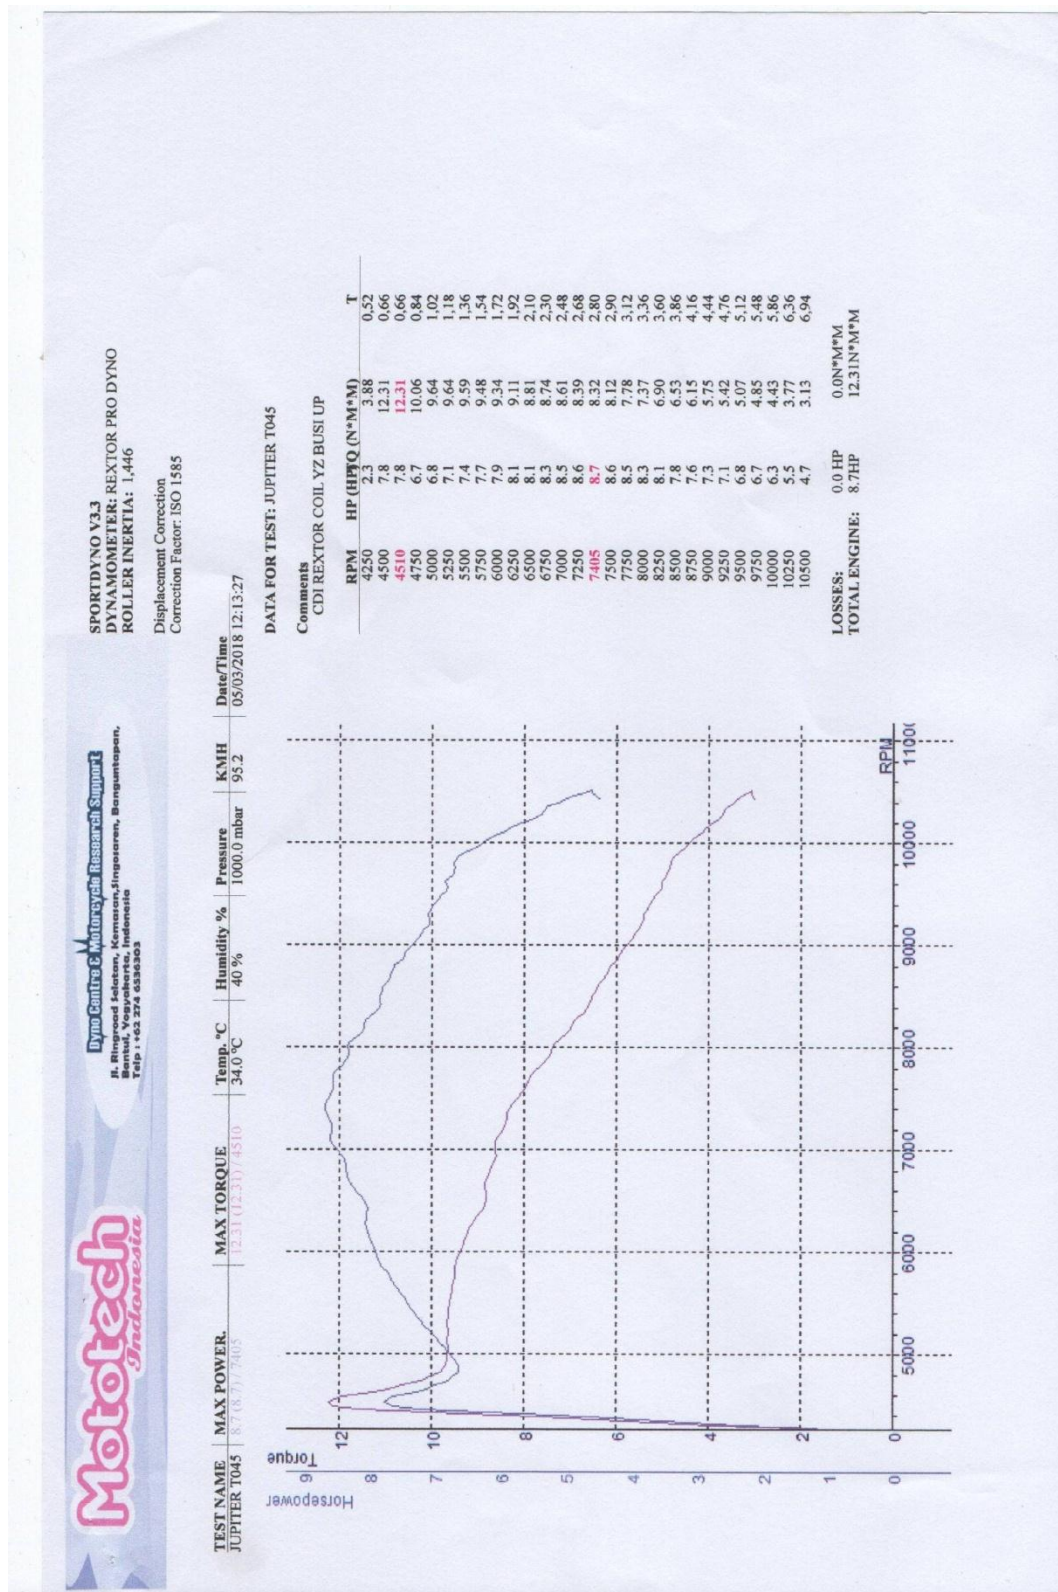 Mototech
Indonesia
Dyno Centre & Motorcycle Research Support
Jl. Ringroad Selatan, Kemasan,Singosaren, Banguntapan,
Bantul, Yogyakarta, Indonesia
Telp : +62 274 6536303
SPORTDYNO V3.3
DYNAMOMETER: REXTOR PRO DYNO
ROLLER INERTIA: 1,446
Displacement Correction
Correction Factor: ISO 1585
TEST NAME MAX POWER. MAX TORQUE Temp. °C Humidity % Pressure KMH Date/Time
JUPITER T045 8.7 (8.7) / 7405 12.31 (12.31) / 4510 34.0 °C 40 % 1000.0 mbar 95.2 05/03/2018 12:13:27
Horsepower
9
8
7
6
5
4
3
2
1
0
Torque
12
10
8
6
4
2
0
5000 6000 7000 8000 9000 10000 1100
RPM
DATA FOR TEST: JUPITER T045
Comments
CDI REXTOR COIL YZ BUSI UP
RPM HP (HP) TQ (N*M*M) T
4250 2.3 3.88 0,52
4500 7.8 12.31 0,66
4510 7.8 12.31 0,66
4750 6.7 10.06 0,84
5000 6.8 9.64 1,02
5250 7.1 9.64 1,18
5500 7.4 9.59 1,36
5750 7.7 9.48 1,54
6000 7.9 9.34 1,72
6250 8.1 9.11 1,92
6500 8.1 8.81 2,10
6750 8.3 8.74 2,30
7000 8.5 8.61 2,48
7250 8.6 8.39 2,68
7405 8.7 8.32 2,80
7500 8.6 8.12 2,90
7750 8.5 7.78 3,12
8000 8.3 7.37 3,36
8250 8.1 6.90 3,60
8500 7.8 6.53 3,86
8750 7.6 6.15 4,16
9000 7.3 5.75 4,44
9250 7.1 5.42 4,76
9500 6.8 5.07 5,12
9750 6.7 4.85 5,48
10000 6.3 4.43 5,86
10250 5.5 3.77 6,36
10500 4.7 3.13 6,94
LOSSES: 0.0 HP 0.0N*M*M
TOTAL ENGINE: 8.7HP 12.31N*M*M